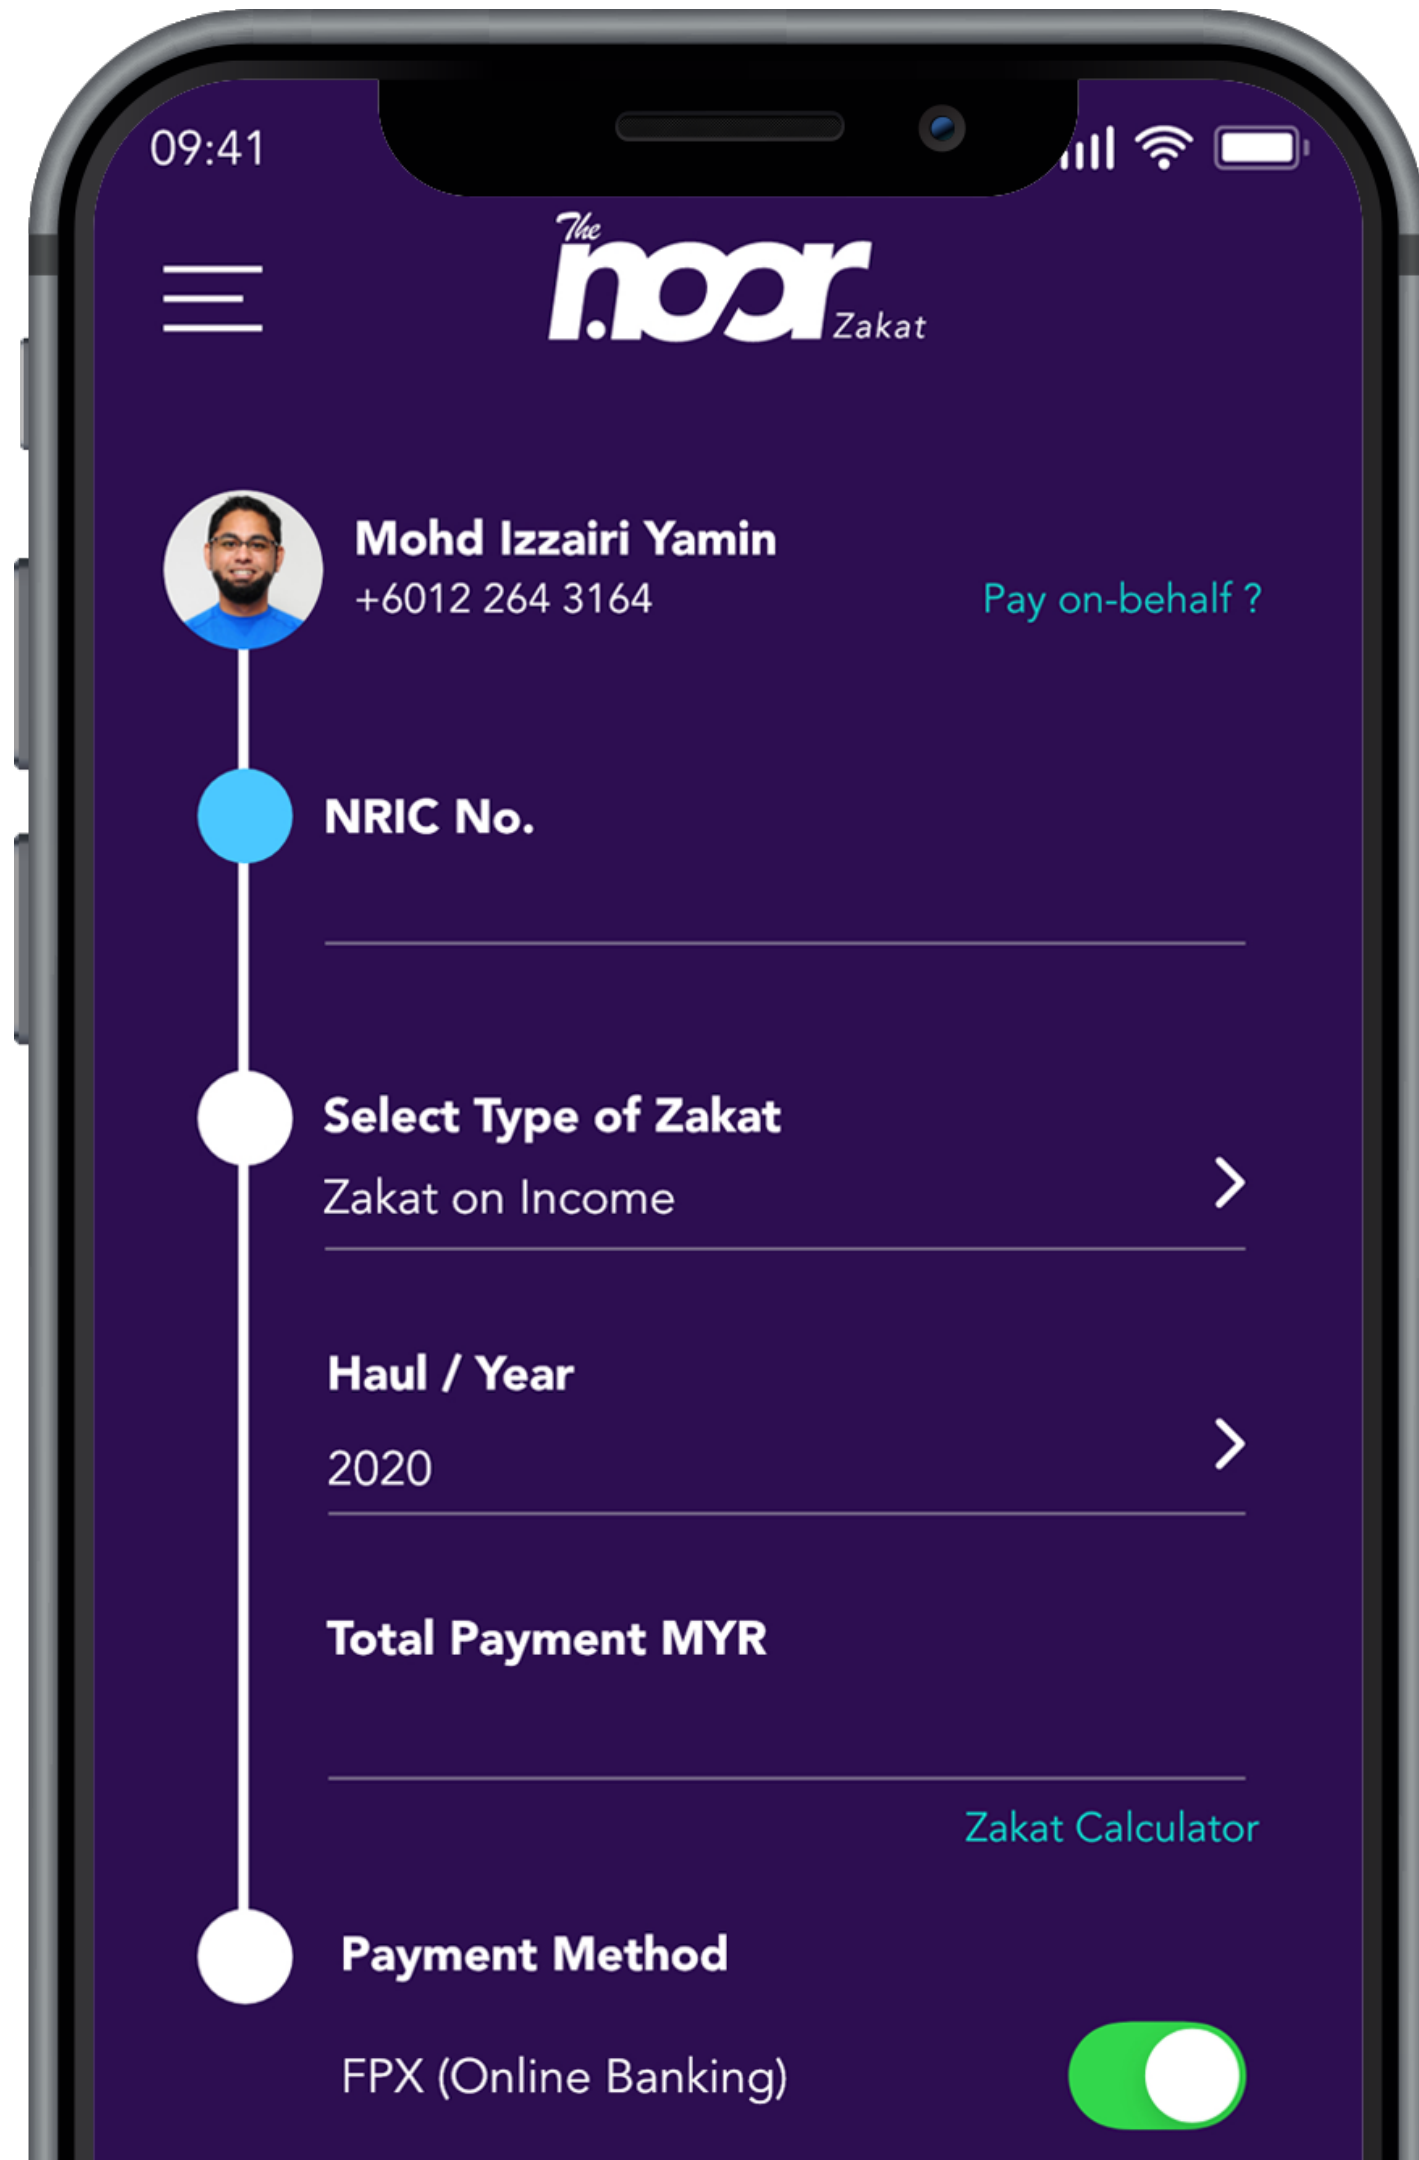 09:41
The
noor
Zakat
Mohd Izzairi Yamin
+6012 264 3164
Pay on-behalf ?
NRIC No.
Select Type of Zakat
Zakat on Income
Haul / Year
2020
Total Payment MYR
Zakat Calculator
Payment Method
FPX (Online Banking)